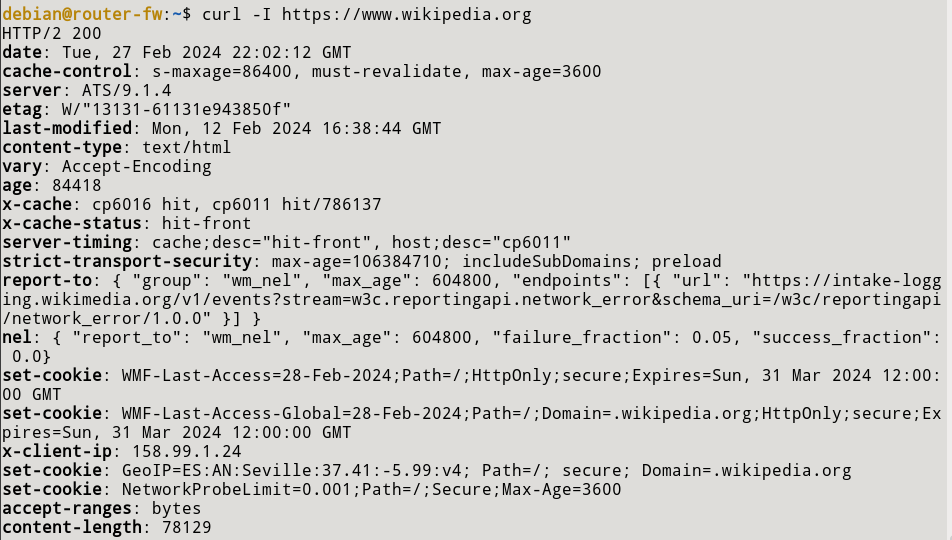 debian@router-fw:~$ curl -I https://www.wikipedia.org
HTTP/2 200
date: Tue, 27 Feb 2024 22:02:12 GMT
cache-control: s-maxage=86400, must-revalidate, max-age=3600
server: ATS/9.1.4
etag: W/"13131-61131e943850f"
last-modified: Mon, 12 Feb 2024 16:38:44 GMT
content-type: text/html
vary: Accept-Encoding
age: 84418
x-cache: cp6016 hit, cp6011 hit/786137
x-cache-status: hit-front
server-timing: cache;desc="hit-front", host;desc="cp6011"
strict-transport-security: max-age=106384710; includeSubDomains; preload
report-to: { "group": "wm_nel", "max_age": 604800, "endpoints": [{ "url": "https://intake-logg
ing.wikimedia.org/v1/events?stream=w3c.reportingapi.network_error&schema_uri=/w3c/reportingapi
/network_error/1.0.0" }] }
nel: { "report_to": "wm_nel", "max_age": 604800, "failure_fraction": 0.05, "success_fraction":
 0.0}
set-cookie: WMF-Last-Access=28-Feb-2024;Path=/;HttpOnly;secure;Expires=Sun, 31 Mar 2024 12:00:
00 GMT
set-cookie: WMF-Last-Access-Global=28-Feb-2024;Path=/;Domain=.wikipedia.org;HttpOnly;secure;Ex
pires=Sun, 31 Mar 2024 12:00:00 GMT
x-client-ip: 158.99.1.24
set-cookie: GeoIP=ES:AN:Seville:37.41:-5.99:v4; Path=/; secure; Domain=.wikipedia.org
set-cookie: NetworkProbeLimit=0.001;Path=/;Secure;Max-Age=3600
accept-ranges: bytes
content-length: 78129